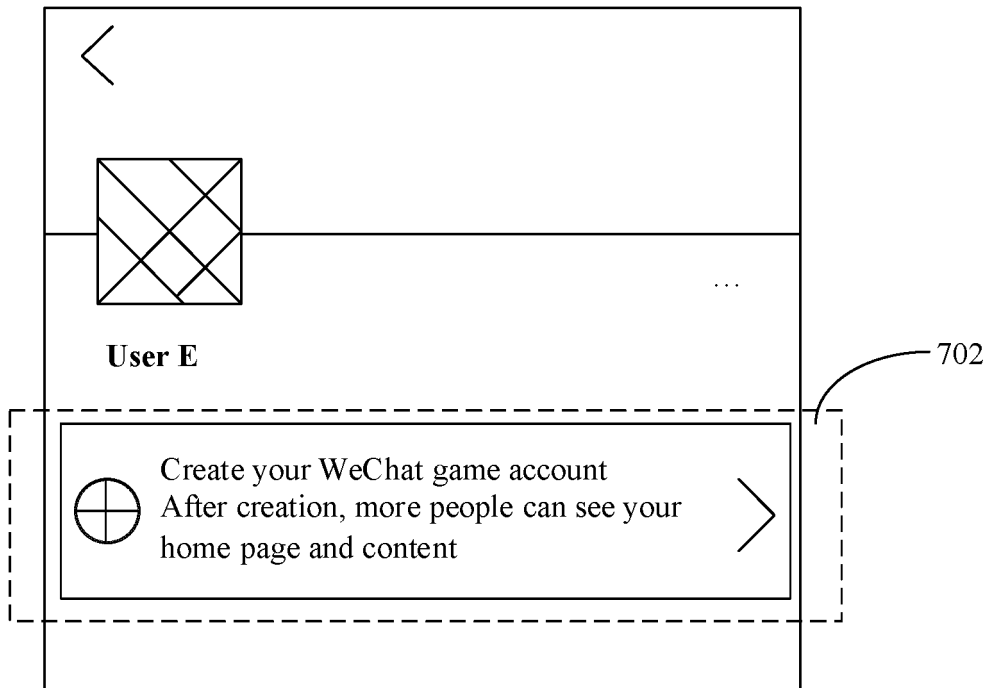 ...
User E
702
Create your WeChat game account
After creation, more people can see your
home page and content